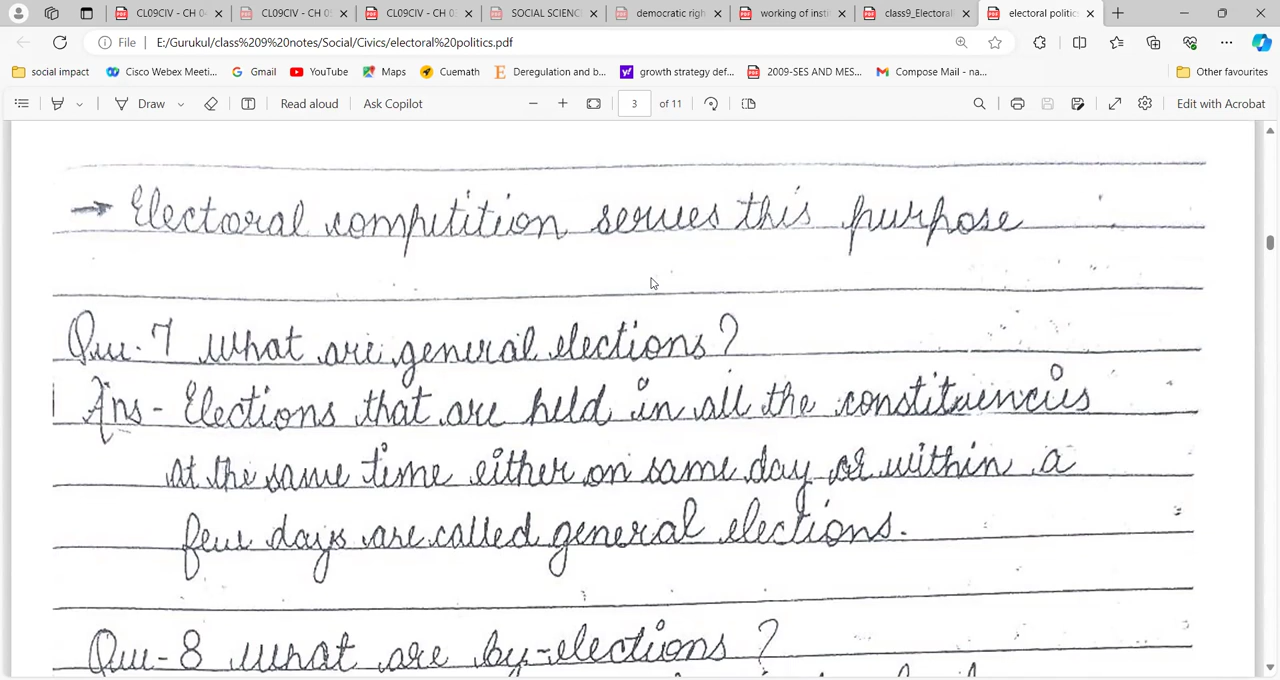 CL09CIV - CH 0
CL09CIV - CH 05
CL09CIV - CH 0
SOCIAL SCIENC
democratic righ
working of insti
class9_Electoral
electoral politics
File
E:/Gurukul/class%209%20notes/Social/Civics/electoral%20politics.pdf
social impact
Cisco Webex Meeti...
Gmail
YouTube
Maps
Cuemath
Deregulation and b...
growth strategy def...
2009-SES AND MES...
Compose Mail - na...
Other favourites
Draw
Read aloud
Ask Copilot
3
of 11
Edit with Acrobat
→ Electoral competition serves this purpose
Qu.7 What are general elections?
Ans - Elections that are held in all the constituencies
at the same time either on same day or within a
few days are called general elections.
Qu-8 What are by-elections?